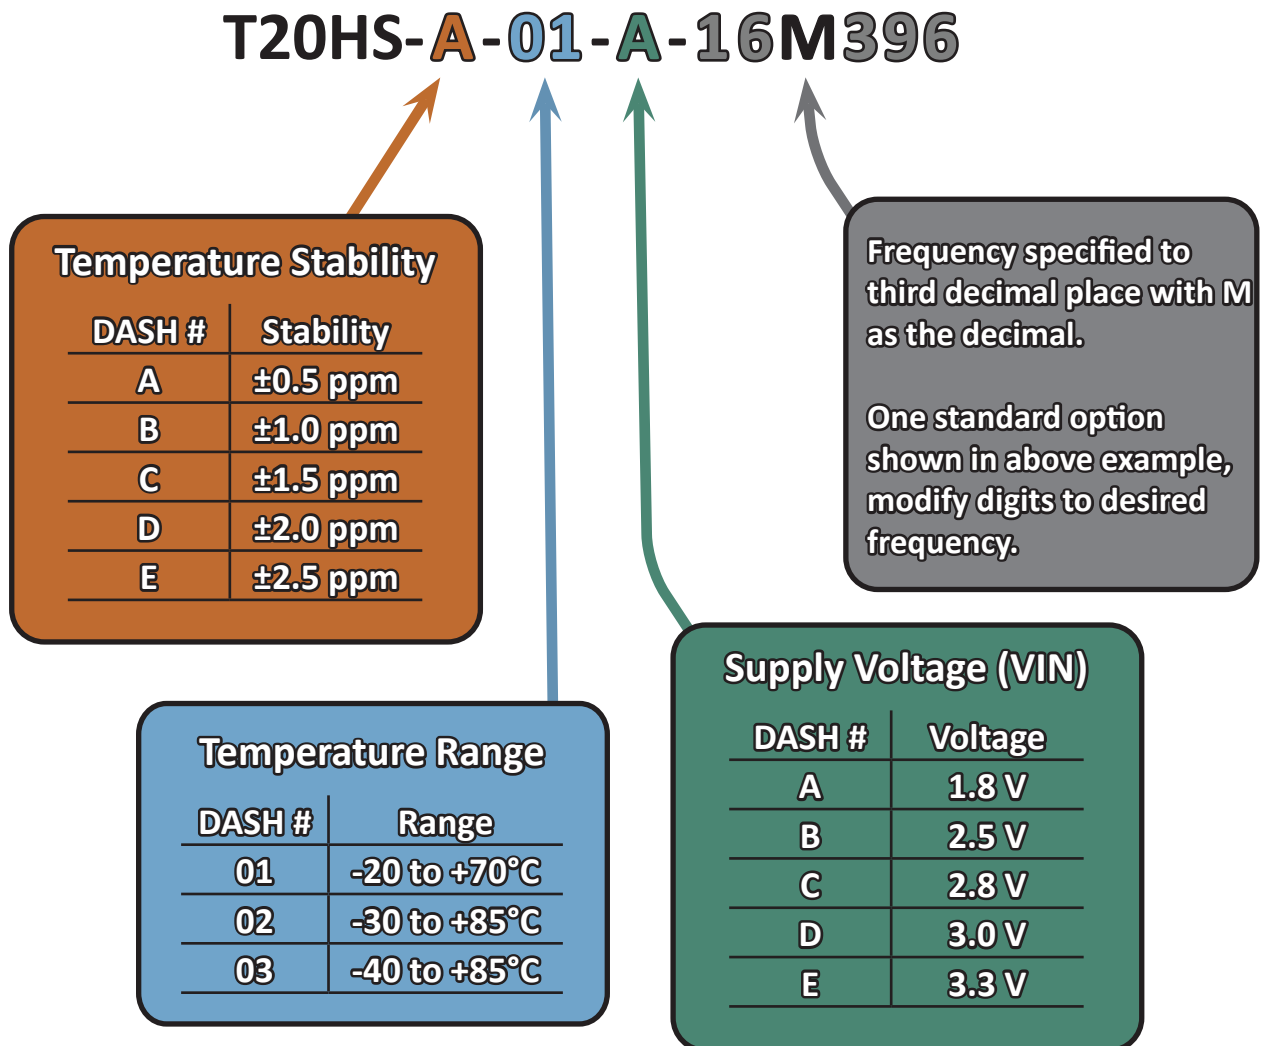 T20HS-A-01-A-16M396
Temperature Stability
DASH # Stability
A ±0.5 ppm
B ±1.0 ppm
C ±1.5 ppm
D ±2.0 ppm
E ±2.5 ppm
Frequency specified to
third decimal place with M
as the decimal.
One standard option
shown in above example,
modify digits to desired
frequency.
Temperature Range
DASH # Range
01 -20 to +70°C
02 -30 to +85°C
03 -40 to +85°C
Supply Voltage (VIN)
DASH # Voltage
A 1.8 V
B 2.5 V
C 2.8 V
D 3.0 V
E 3.3 V